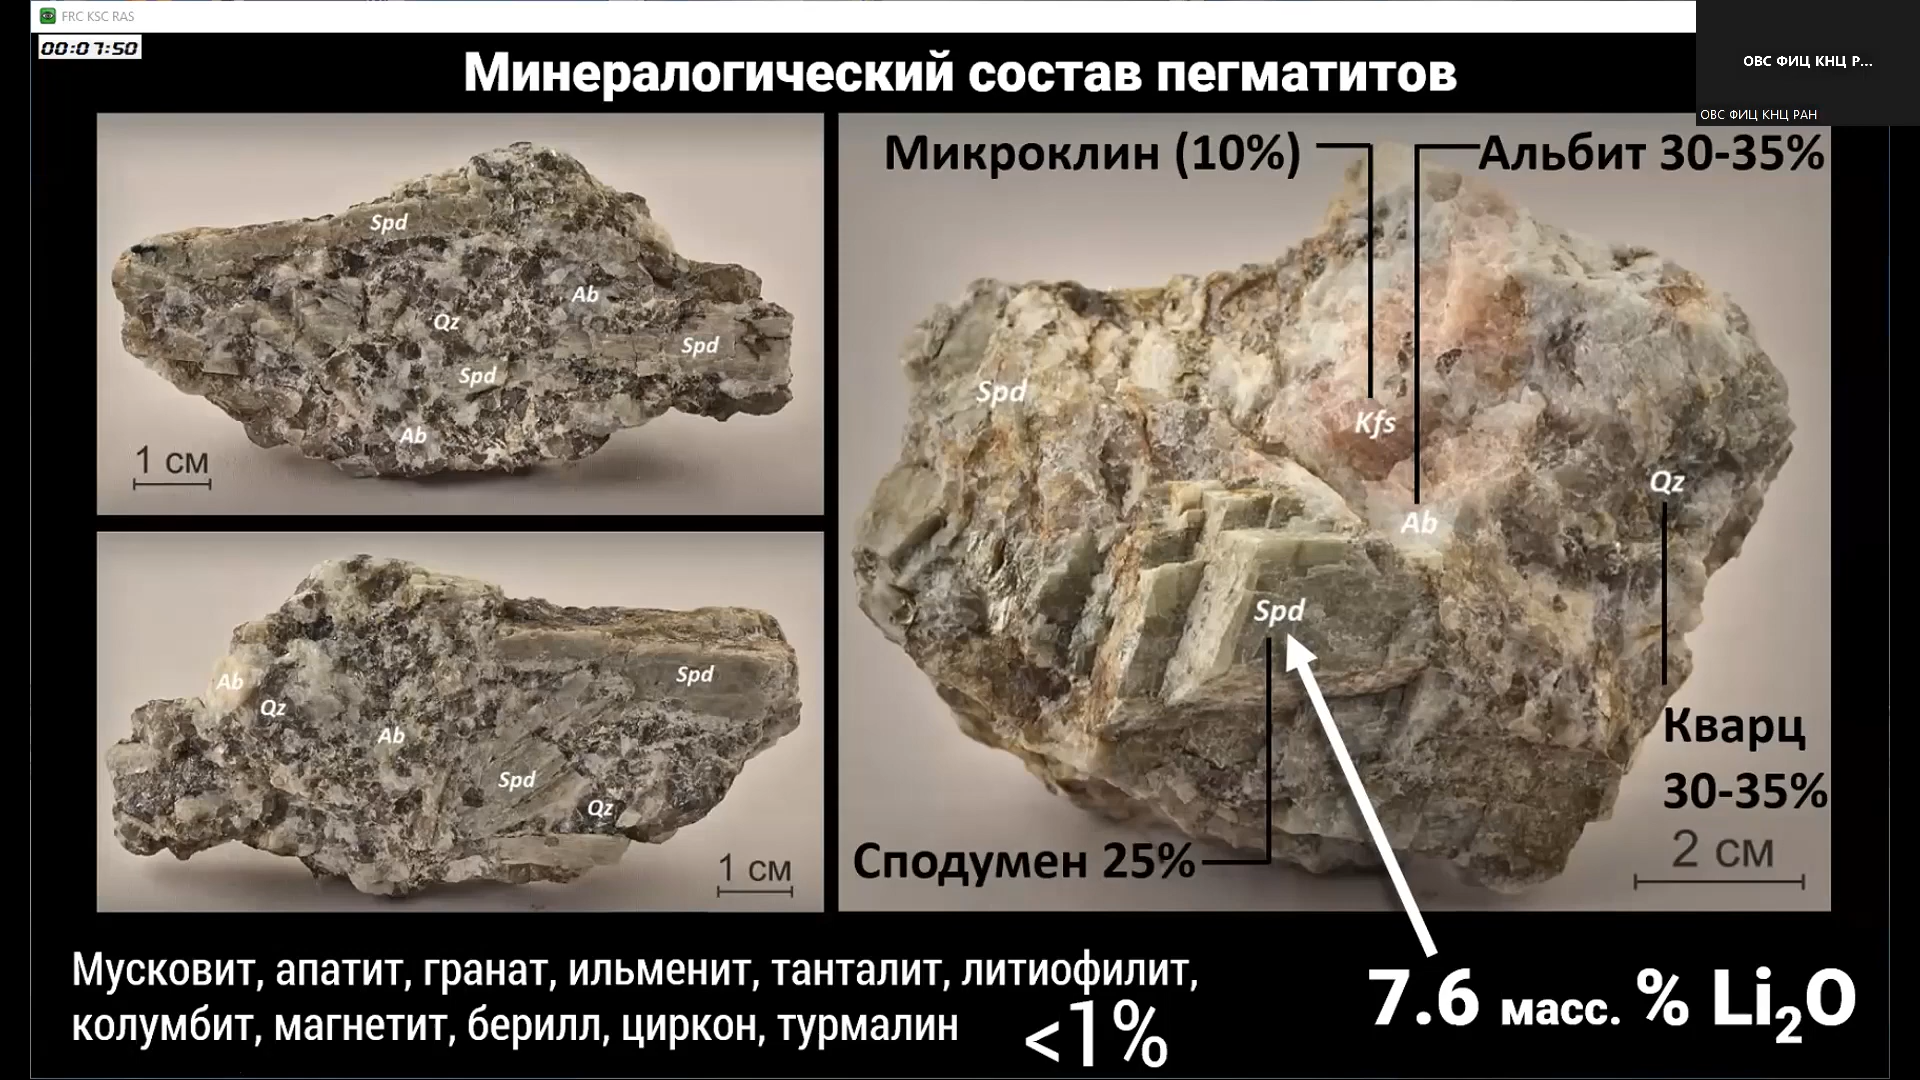 FRC KSC RAS
00:07:50
ОВС ФИЦ КНЦ Р...
ОВС ФИЦ КНЦ РАН
Минералогический состав пегматитов
Spd
Ab
Qz
Spd
Spd
Ab
1 см
Ab
Qz
Ab
Spd
Spd
Qz
1 см
Микроклин (10%)
Альбит 30-35%
Spd
Kfs
Qz
Ab
Spd
Кварц
30-35%
2 см
Сподумен 25%
Мусковит, апатит, гранат, ильменит, танталит, литиофилит,
колумбит, магнетит, берилл, циркон, турмалин
<1%
7.6 масс. % Li₂O